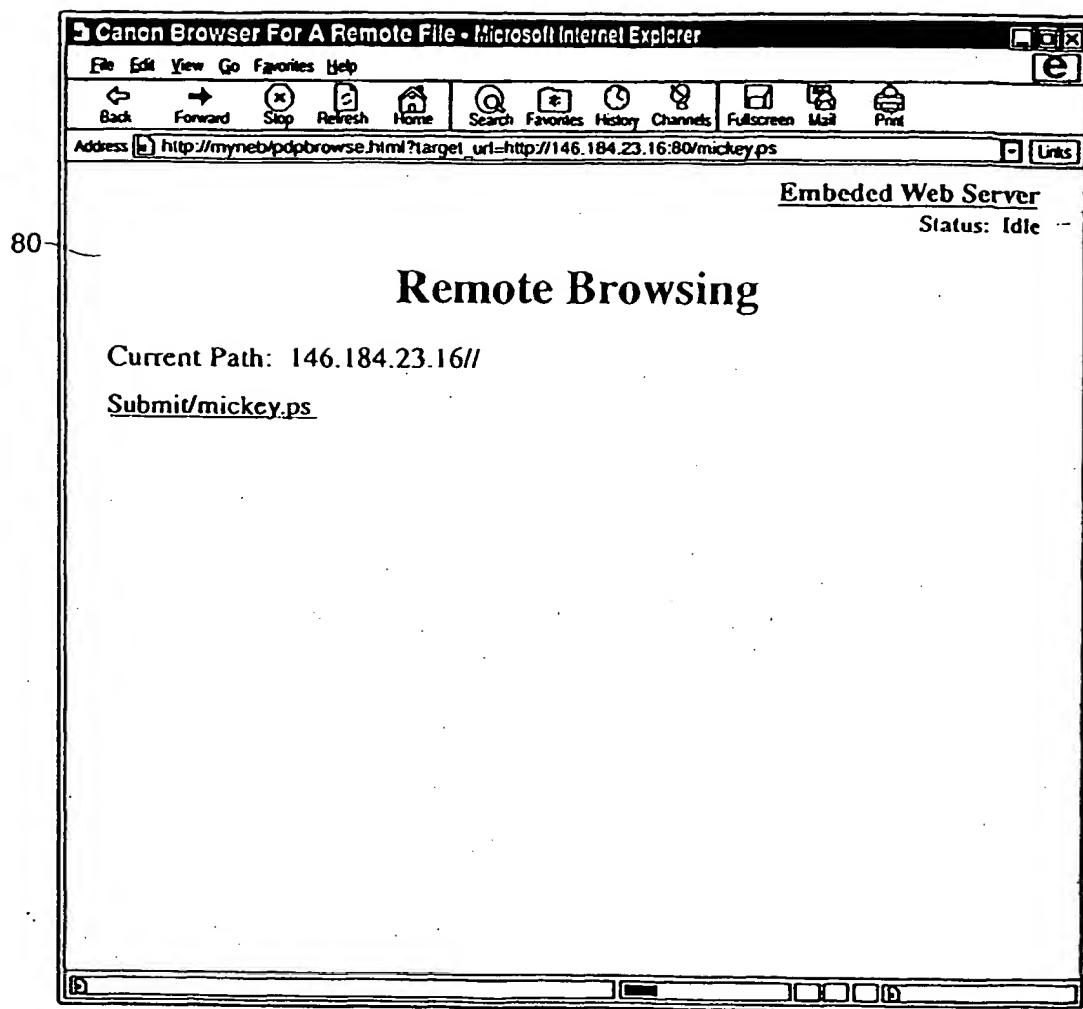 Canon Browser For A Remote File - Microsoft Internet Explorer
File Edit View Go Favorites Help
Back Forward Stop Refresh Home Search Favorites History Channels Fullscreen Mail Print
Address http://myneb/pdpbrowse.html?target_url=http://146.184.23.16:80/mickey.ps Links
Embeded Web Server
Status: Idle
80
Remote Browsing
Current Path: 146.184.23.16//
Submit/mickey.ps